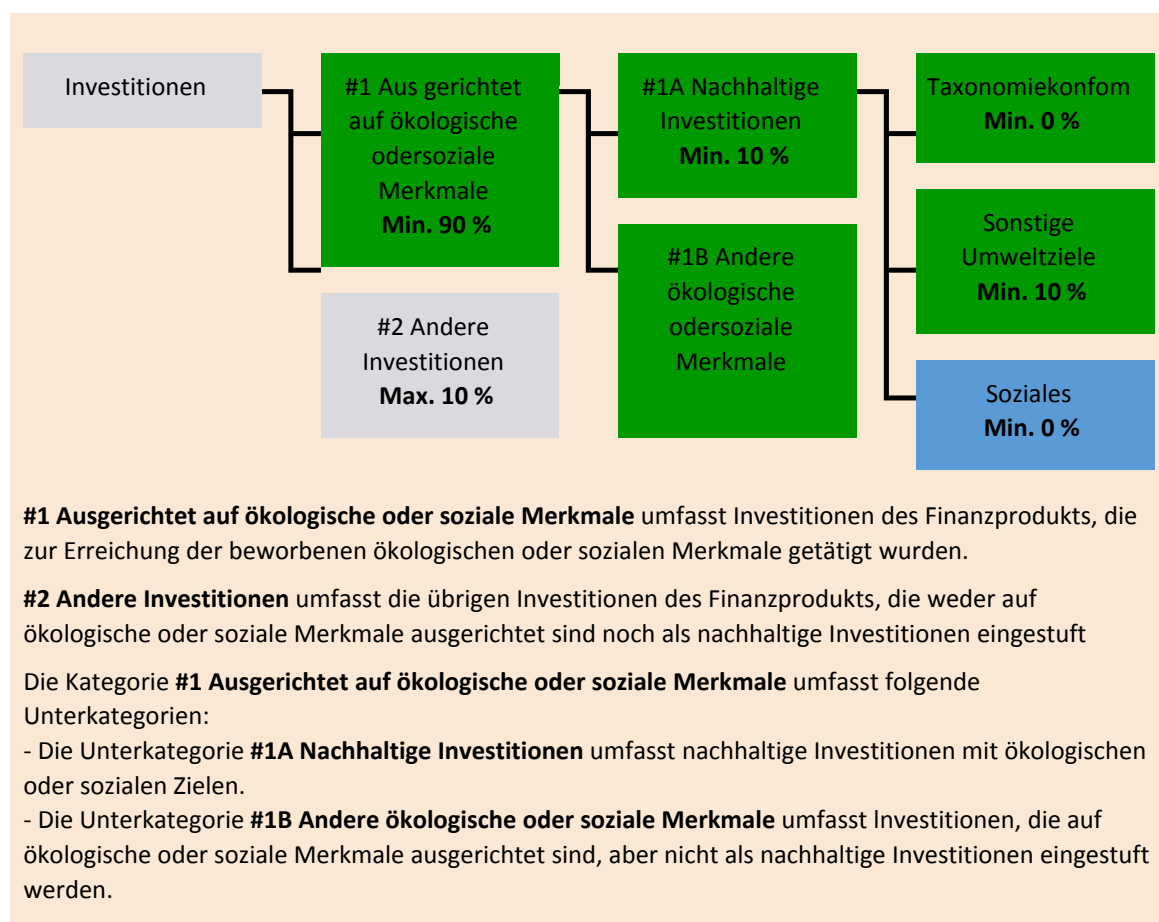 Investitionen
#1 Aus gerichtet
auf ökologische
odersoziale
Merkmale
Min. 90 %
#2 Andere
Investitionen
Max. 10 %
#1A Nachhaltige
Investitionen
Min. 10 %
#1B Andere
ökologische
odersoziale
Merkmale
Taxonomiekonfom
Min. 0 %
Sonstige
Umweltziele
Min. 10 %
Soziales
Min. 0 %
#1 Ausgerichtet auf ökologische oder soziale Merkmale umfasst Investitionen des Finanzprodukts, die
zur Erreichung der beworbenen ökologischen oder sozialen Merkmale getätigt wurden.
#2 Andere Investitionen umfasst die übrigen Investitionen des Finanzprodukts, die weder auf
ökologische oder soziale Merkmale ausgerichtet sind noch als nachhaltige Investitionen eingestuft
Die Kategorie #1 Ausgerichtet auf ökologische oder soziale Merkmale umfasst folgende
Unterkategorien:
- Die Unterkategorie #1A Nachhaltige Investitionen umfasst nachhaltige Investitionen mit ökologischen
oder sozialen Zielen.
- Die Unterkategorie #1B Andere ökologische oder soziale Merkmale umfasst lnvestitionen, die auf
ökologische oder soziale Merkmale ausgerichtet sind, aber nicht als nachhaltige Investitionen eingestuft
werden.